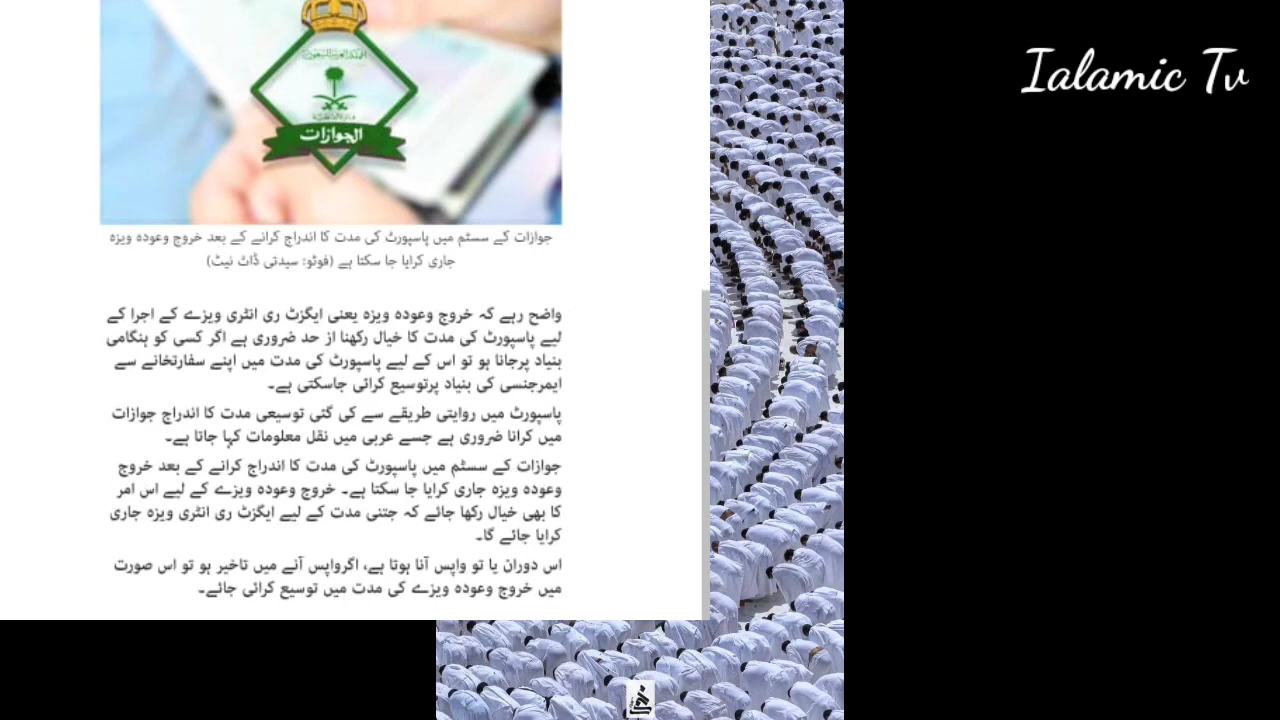 Ialamic Tv
المملكة العربية السعودية
وزارة الداخلية
الجوازات
جوازات کے سسٹم میں پاسپورٹ کی مدت کا اندراج کرانے کے بعد خروج وعودہ ویزہ
جاری کرایا جا سکتا ہے (فوٹو: سیدتی ڈاٹ نیٹ)
واضح رہے کہ خروج وعودہ ویزہ یعنی ایگزٹ ری انٹری ویزے کے اجرا کے
لیے پاسپورٹ کی مدت کا خیال رکھنا از حد ضروری ہے اگر کسی کو ہنگامی
بنیاد پرجانا ہو تو اس کے لیے پاسپورٹ کی مدت میں اپنے سفارتخانے سے
ایمرجنسی کی بنیاد پرتوسیع کرائی جاسکتی ہے۔
پاسپورٹ میں روایتی طریقے سے کی گئی توسیعی مدت کا اندراج جوازات
میں کرانا ضروری ہے جسے عربی میں نقل معلومات کہا جاتا ہے۔
جوازات کے سسٹم میں پاسپورٹ کی مدت کا اندراج کرانے کے بعد خروج
وعودہ ویزہ جاری کرایا جا سکتا ہے۔ خروج وعودہ ویزے کے لیے اس امر
کا بھی خیال رکھا جائے کہ جتنی مدت کے لیے ایگزٹ ری انٹری ویزہ جاری
کرایا جائے گا۔
اس دوران یا تو واپس آنا ہوتا ہے، اگرواپس آنے میں تاخیر ہو تو اس صورت
میں خروج وعودہ ویزے کی مدت میں توسیع کرائی جائے۔